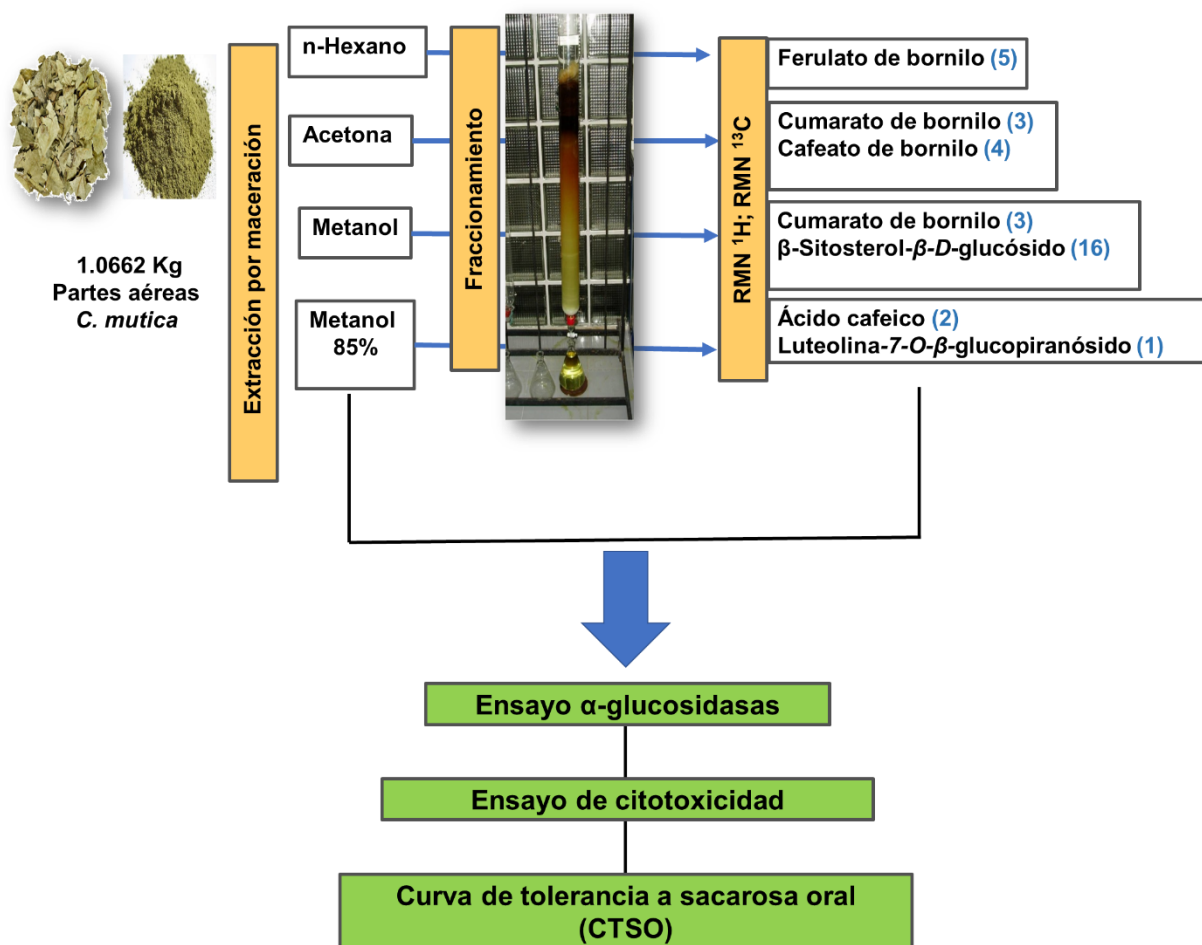 1.0662 Kg
Partes aéreas
C. mutica
Extracción por maceración
n-Hexano
Acetona
Metanol
Metanol
85%
Fraccionamiento
RMN ¹H; RMN ¹³C
Ferulato de bornilo (5)
Cumarato de bornilo (3)
Cafeato de bornilo (4)
Cumarato de bornilo (3)
β-Sitosterol-β-D-glucósido (16)
Ácido cafeico (2)
Luteolina-7-O-β-glucopiranósido (1)
Ensayo α-glucosidasas
Ensayo de citotoxicidad
Curva de tolerancia a sacarosa oral
(CTSO)